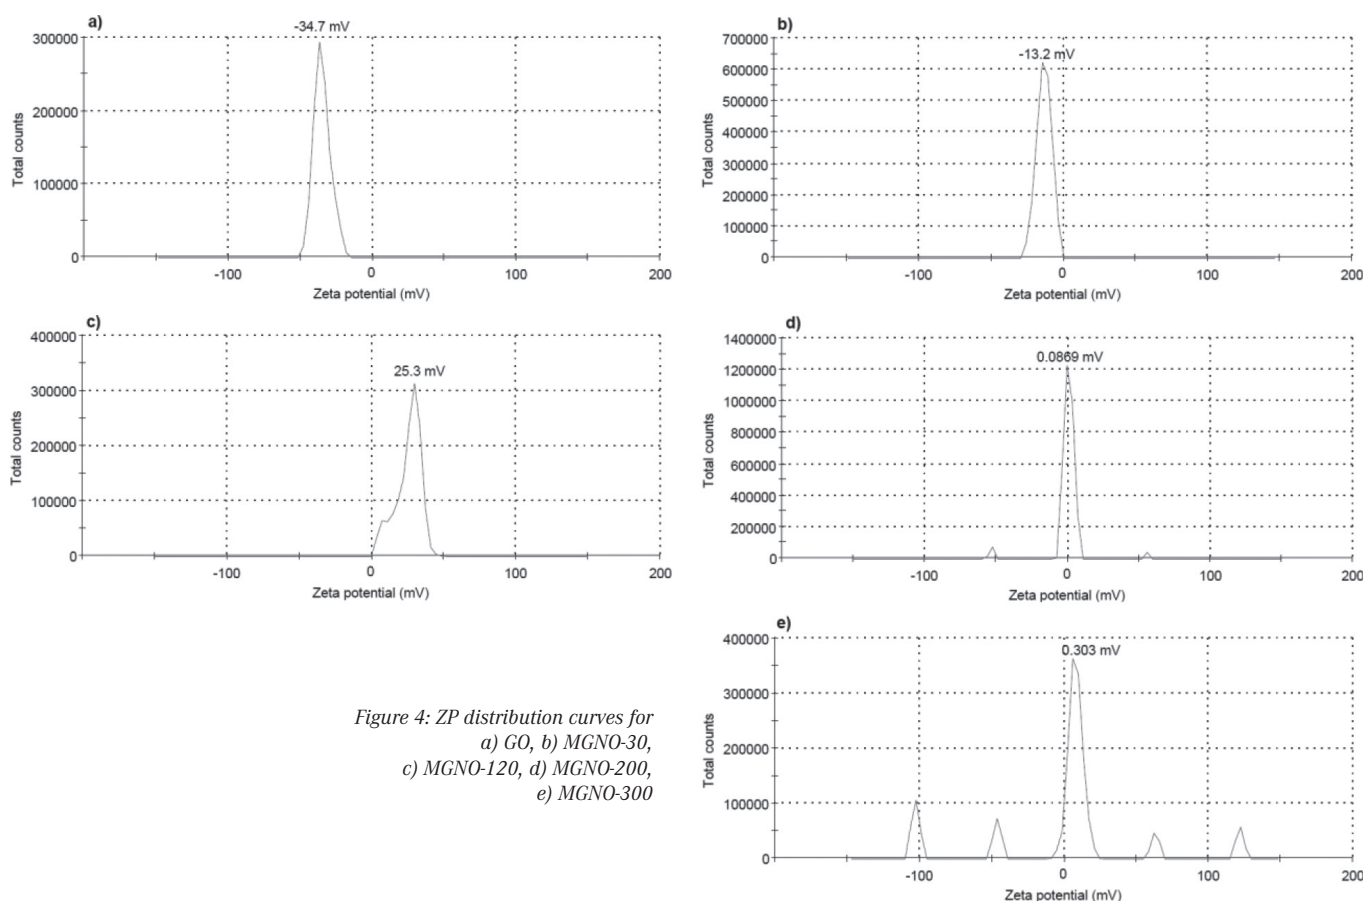 a)
-34.7 mV
300000
200000
100000
0
Total counts
-100
0
100
200
Zeta potential (mV)
b)
-13.2 mV
700000
600000
500000
400000
300000
200000
100000
0
Total counts
-100
0
100
200
Zeta potential (mV)
c)
25.3 mV
400000
300000
200000
100000
0
Total counts
-100
0
100
200
Zeta potential (mV)
d)
0.0869 mV
1400000
1200000
1000000
800000
600000
400000
200000
0
Total counts
-100
0
100
200
Zeta potential (mV)
e)
0.303 mV
400000
300000
200000
100000
0
Total counts
-100
0
100
200
Zeta potential (mV)
Figure 4: ZP distribution curves for
a) GO, b) MGNO-30,
c) MGNO-120, d) MGNO-200,
e) MGNO-300